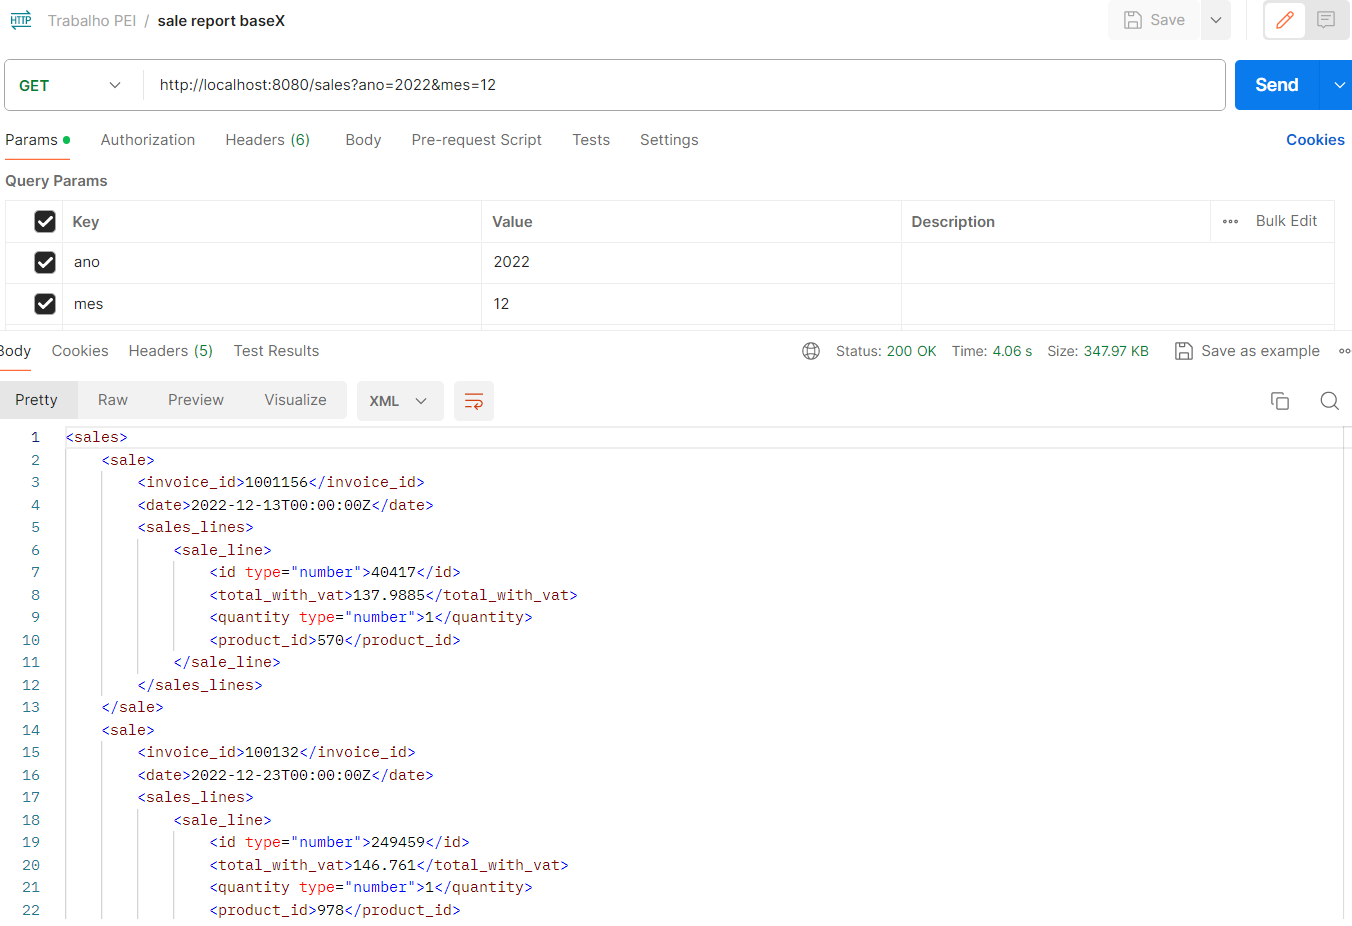 HTTP Trabalho PEI / sale report baseX Save
GET http://localhost:8080/sales?ano=2022&mes=12 Send
Params Authorization Headers (6) Body Pre-request Script Tests Settings Cookies
Query Params
Key Value Description Bulk Edit
ano 2022
mes 12
Body Cookies Headers (5) Test Results Status: 200 OK Time: 4.06 s Size: 347.97 KB Save as example
Pretty Raw Preview Visualize XML
1 <sales>
2 <sale>
3 <invoice_id>1001156</invoice_id>
4 <date>2022-12-13T00:00:00Z</date>
5 <sales_lines>
6 <sale_line>
7 <id type="number">40417</id>
8 <total_with_vat>137.9885</total_with_vat>
9 <quantity type="number">1</quantity>
10 <product_id>570</product_id>
11 </sale_line>
12 </sales_lines>
13 </sale>
14 <sale>
15 <invoice_id>100132</invoice_id>
16 <date>2022-12-23T00:00:00Z</date>
17 <sales_lines>
18 <sale_line>
19 <id type="number">249459</id>
20 <total_with_vat>146.761</total_with_vat>
21 <quantity type="number">1</quantity>
22 <product_id>978</product_id>